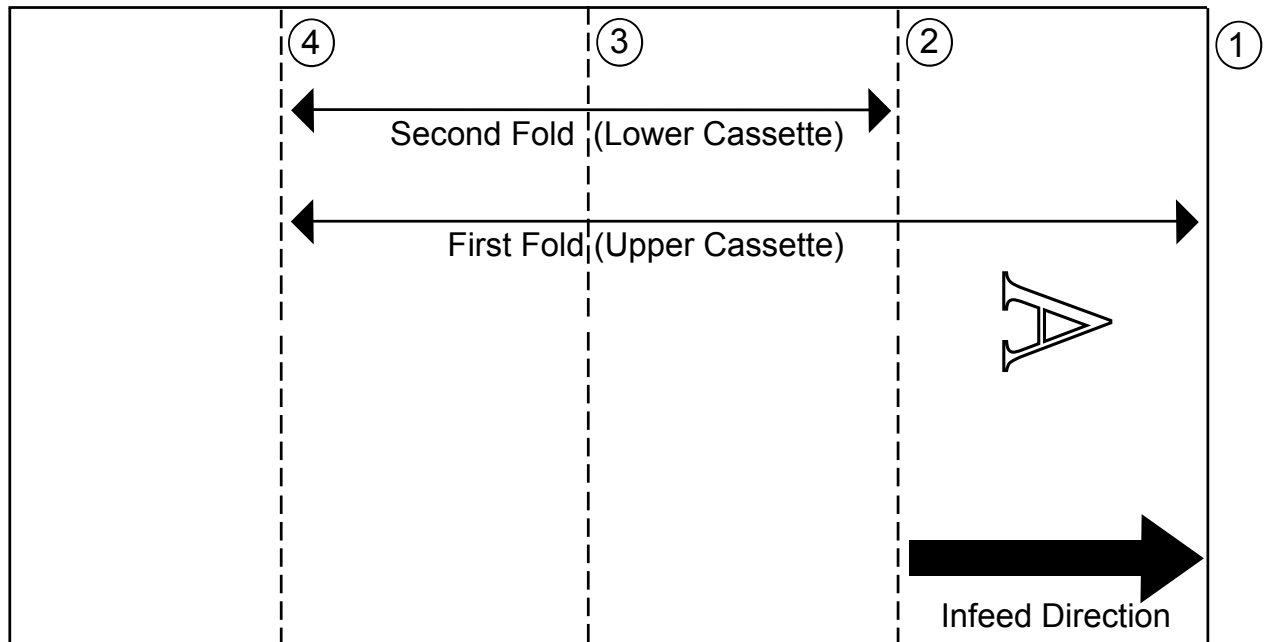 4 3 2 1
Second Fold (Lower Cassette)
First Fold (Upper Cassette)
A
Infeed Direction